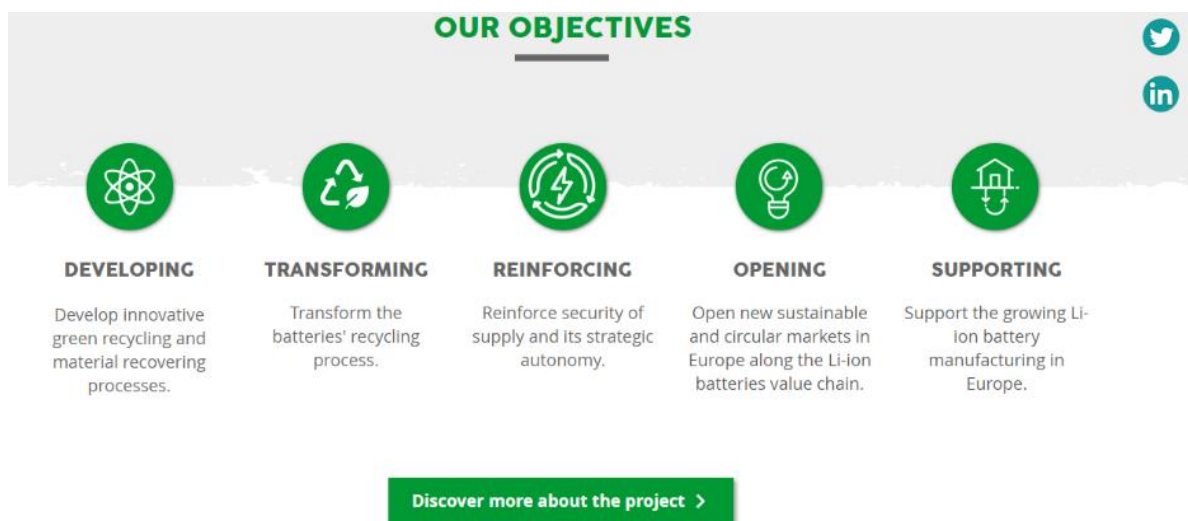 OUR OBJECTIVES
in
DEVELOPING
Develop innovative
green recycling and
material recovering
processes.
TRANSFORMING
Transform the
batteries' recycling
process.
REINFORCING
Reinforce security of
supply and its strategic
autonomy.
OPENING
Open new sustainable
and circular markets in
Europe along the Li-ion
batteries value chain.
SUPPORTING
Support the growing Li-
ion battery
manufacturing in
Europe.
Discover more about the project >